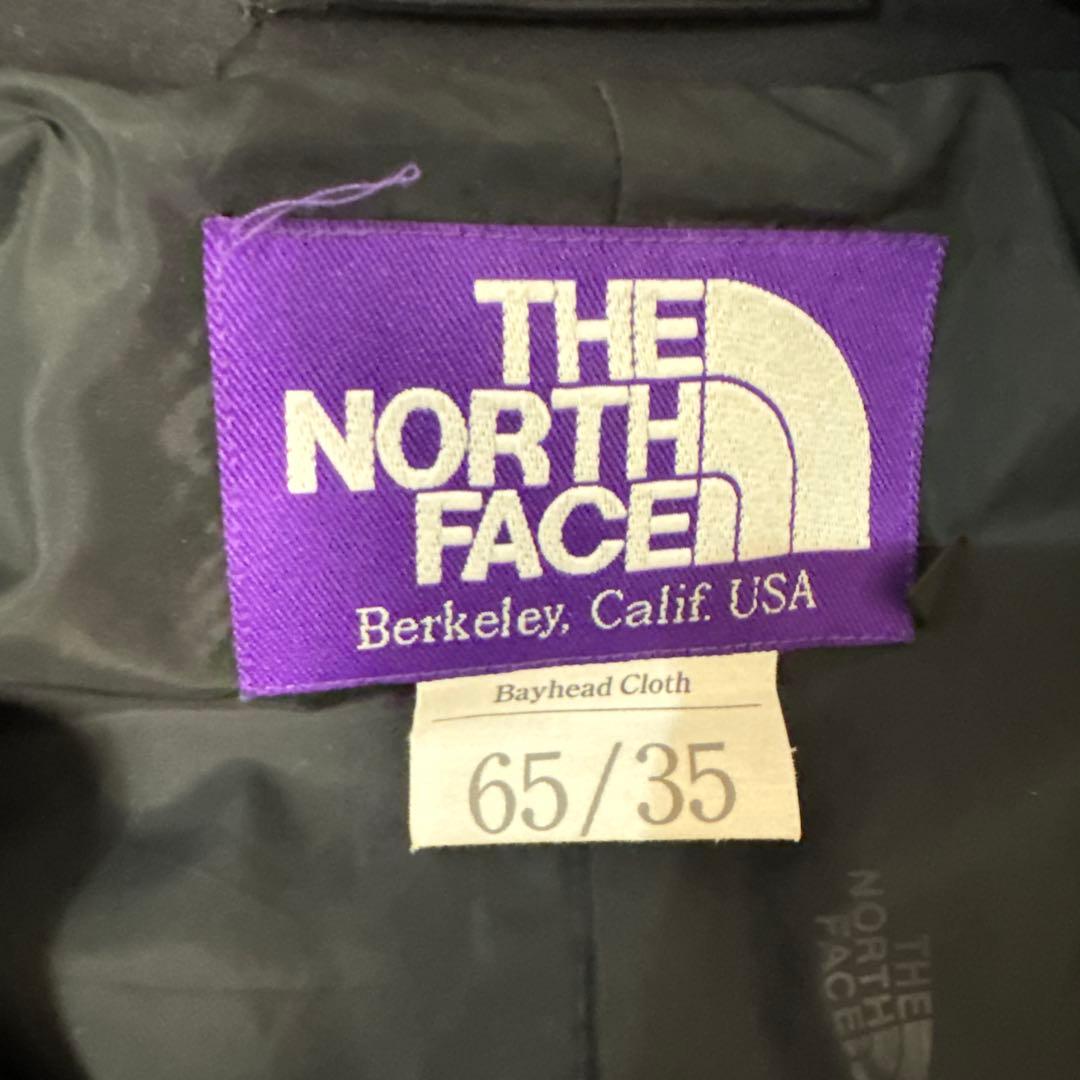 THE
NORTH
FACE
Berkeley, Calif. USA
Bayhead Cloth
65/35
THE
NORTH
FACE